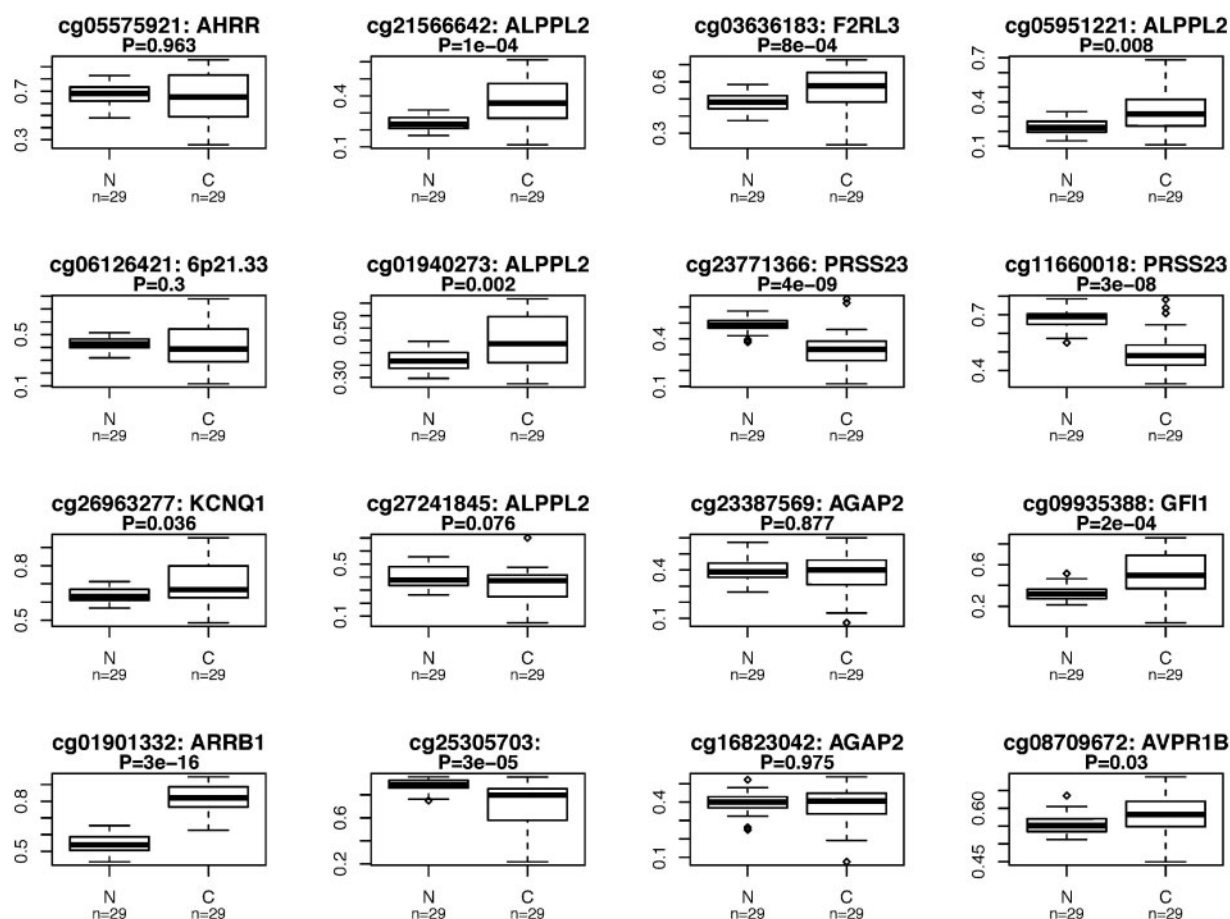 cg05575921: AHRR
P=0.963
0.3 0.7
N C
n=29 n=29
cg21566642: ALPPL2
P=1e−04
0.1 0.4
N C
n=29 n=29
cg03636183: F2RL3
P=8e−04
0.3 0.6
N C
n=29 n=29
cg05951221: ALPPL2
P=0.008
0.1 0.4 0.7
N C
n=29 n=29
cg06126421: 6p21.33
P=0.3
0.1 0.5
N C
n=29 n=29
cg01940273: ALPPL2
P=0.002
0.30 0.50
N C
n=29 n=29
cg23771366: PRSS23
P=4e−09
0.1 0.4
N C
n=29 n=29
cg11660018: PRSS23
P=3e−08
0.4 0.7
N C
n=29 n=29
cg26963277: KCNQ1
P=0.036
0.5 0.8
N C
n=29 n=29
cg27241845: ALPPL2
P=0.076
0.1 0.5
N C
n=29 n=29
cg23387569: AGAP2
P=0.877
0.1 0.4
N C
n=29 n=29
cg09935388: GFI1
P=2e−04
0.2 0.6
N C
n=29 n=29
cg01901332: ARRB1
P=3e−16
0.5 0.8
N C
n=29 n=29
cg25305703:
P=3e−05
0.2 0.6
N C
n=29 n=29
cg16823042: AGAP2
P=0.975
0.1 0.4
N C
n=29 n=29
cg08709672: AVPR1B
P=0.03
0.45 0.60
N C
n=29 n=29